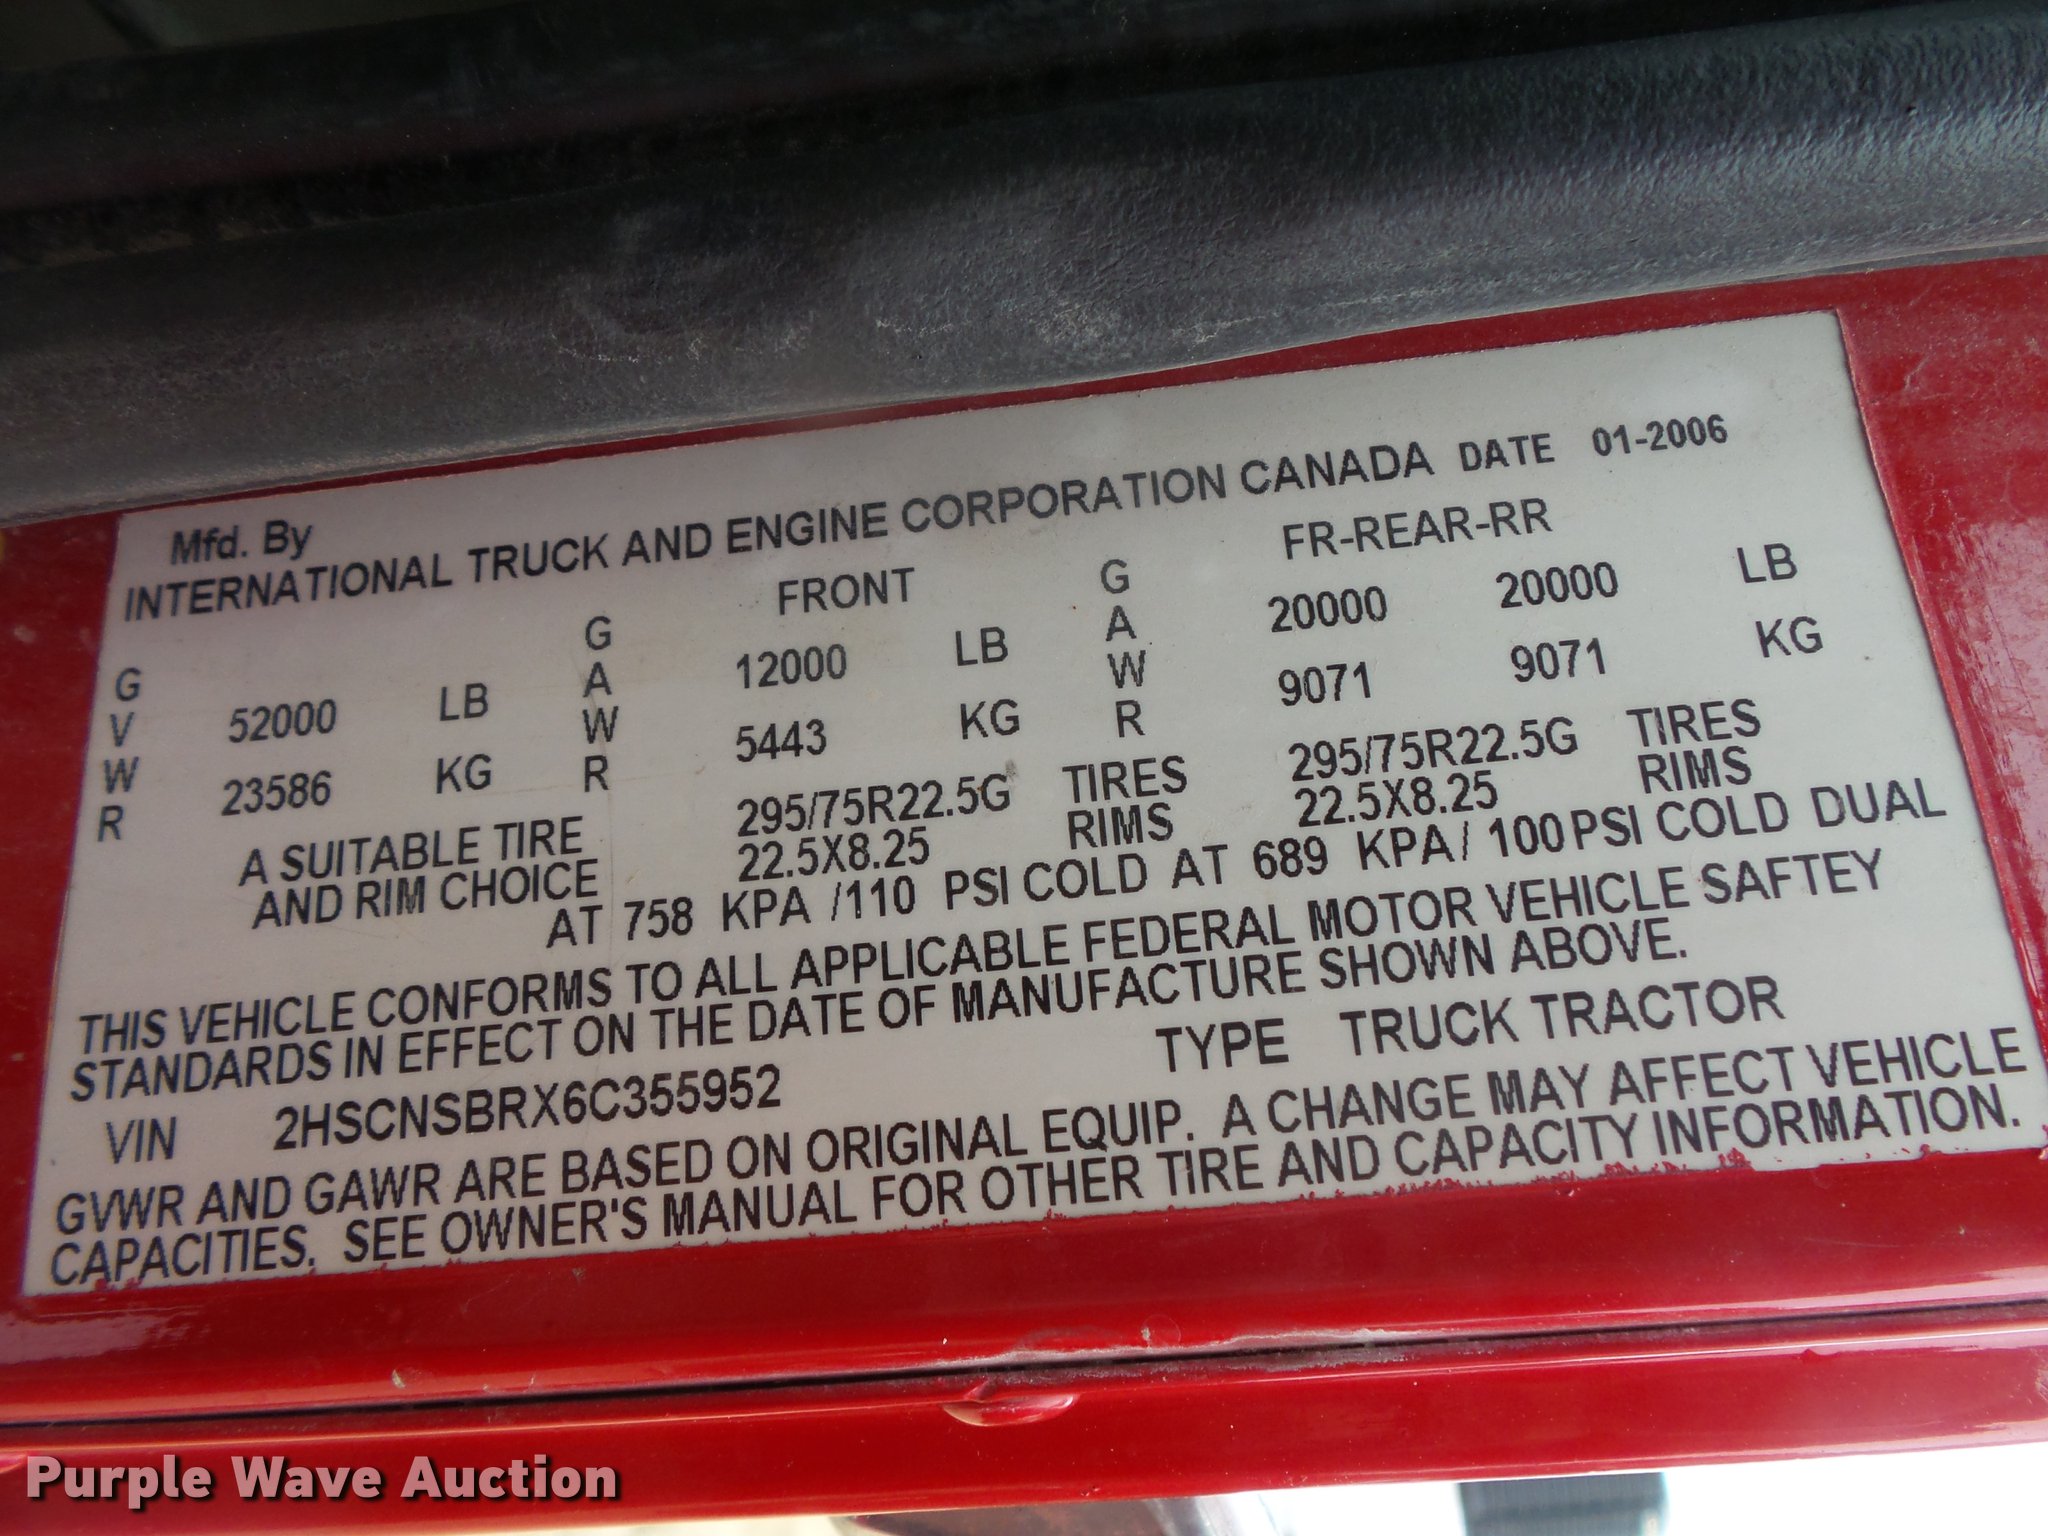 Mfd. By
INTERNATIONAL TRUCK AND ENGINE CORPORATION CANADA DATE 01-2006
FRONT FR-REAR-RR
GVWR 52000 LB GAWR 12000 LB GAWR 20000 20000 LB
23586 KG 5443 KG 9071 9071 KG
A SUITABLE TIRE 295/75R22.5G TIRES 295/75R22.5G TIRES
AND RIM CHOICE 22.5X8.25 RIMS 22.5X8.25 RIMS
AT 758 KPA /110 PSI COLD AT 689 KPA/ 100 PSI COLD DUAL
THIS VEHICLE CONFORMS TO ALL APPLICABLE FEDERAL MOTOR VEHICLE SAFTEY
STANDARDS IN EFFECT ON THE DATE OF MANUFACTURE SHOWN ABOVE.
VIN 2HSCNSBRX6C355952 TYPE TRUCK TRACTOR
GVWR AND GAWR ARE BASED ON ORIGINAL EQUIP. A CHANGE MAY AFFECT VEHICLE
CAPACITIES. SEE OWNER'S MANUAL FOR OTHER TIRE AND CAPACITY INFORMATION.
Purple Wave Auction